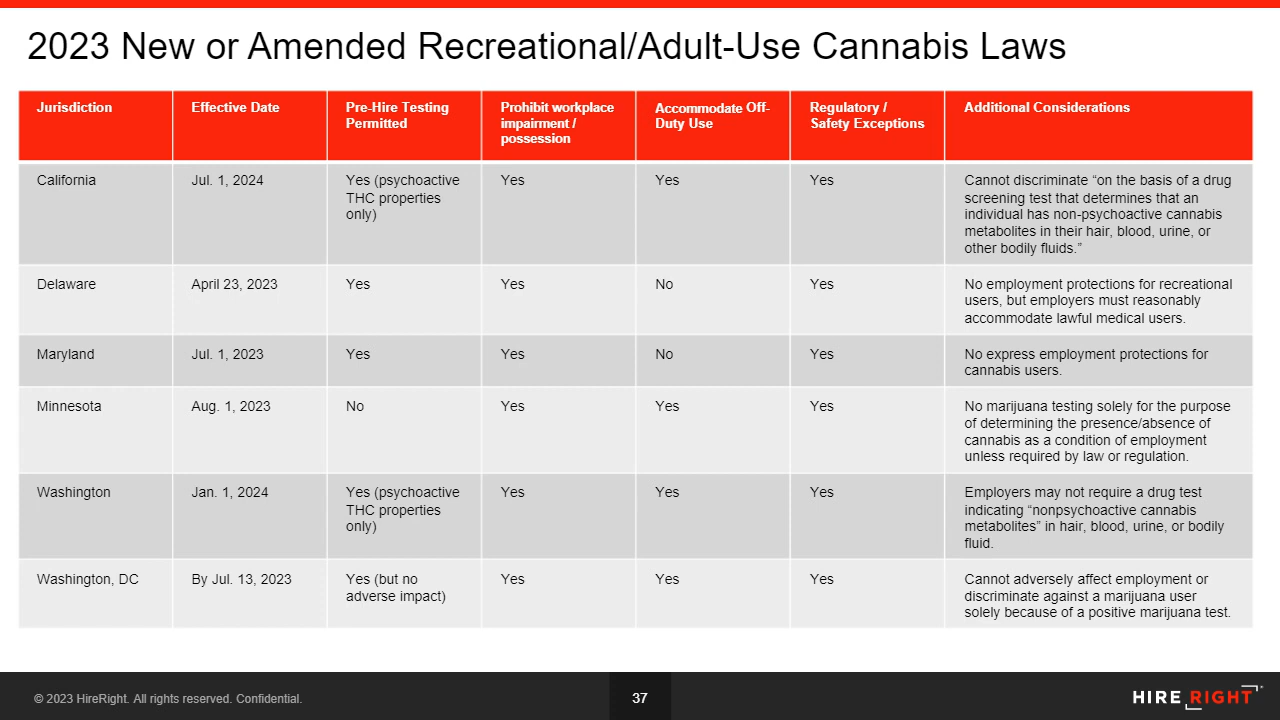 2023 New or Amended Recreational/Adult-Use Cannabis Laws
Jurisdiction
Effective Date
Pre-Hire Testing
Permitted
Prohibit workplace
impairment /
possession
Accommodate Off-
Duty Use
Regulatory /
Safety Exceptions
Additional Considerations
California
Jul. 1, 2024
Yes (psychoactive
THC properties
only)
Yes
Yes
Yes
Cannot discriminate “on the basis of a drug
screening test that determines that an
individual has non-psychoactive cannabis
metabolites in their hair, blood, urine, or
other bodily fluids.”
Delaware
April 23, 2023
Yes
Yes
No
Yes
No employment protections for recreational
users, but employers must reasonably
accommodate lawful medical users.
Maryland
Jul. 1, 2023
Yes
Yes
No
Yes
No express employment protections for
cannabis users.
Minnesota
Aug. 1, 2023
No
Yes
Yes
Yes
No marijuana testing solely for the purpose
of determining the presence/absence of
cannabis as a condition of employment
unless required by law or regulation.
Washington
Jan. 1, 2024
Yes (psychoactive
THC properties
only)
Yes
Yes
Yes
Employers may not require a drug test
indicating “nonpsychoactive cannabis
metabolites” in hair, blood, urine, or bodily
fluid.
Washington, DC
By Jul. 13, 2023
Yes (but no
adverse impact)
Yes
Yes
Yes
Cannot adversely affect employment or
discriminate against a marijuana user
solely because of a positive marijuana test.
© 2023 HireRight. All rights reserved. Confidential.
37
HIRE RIGHT